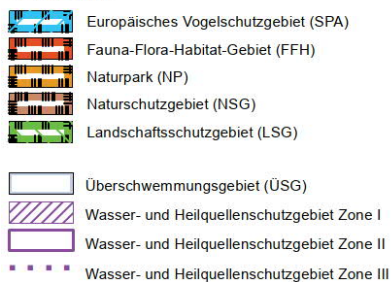 Europäisches Vogelschutzgebiet (SPA)
Fauna-Flora-Habitat-Gebiet (FFH)
Naturpark (NP)
Naturschutzgebiet (NSG)
Landschaftsschutzgebiet (LSG)
Überschwemmungsgebiet (ÜSG)
Wasser- und Heilquellenschutzgebiet Zone I
Wasser- und Heilquellenschutzgebiet Zone II
Wasser- und Heilquellenschutzgebiet Zone III